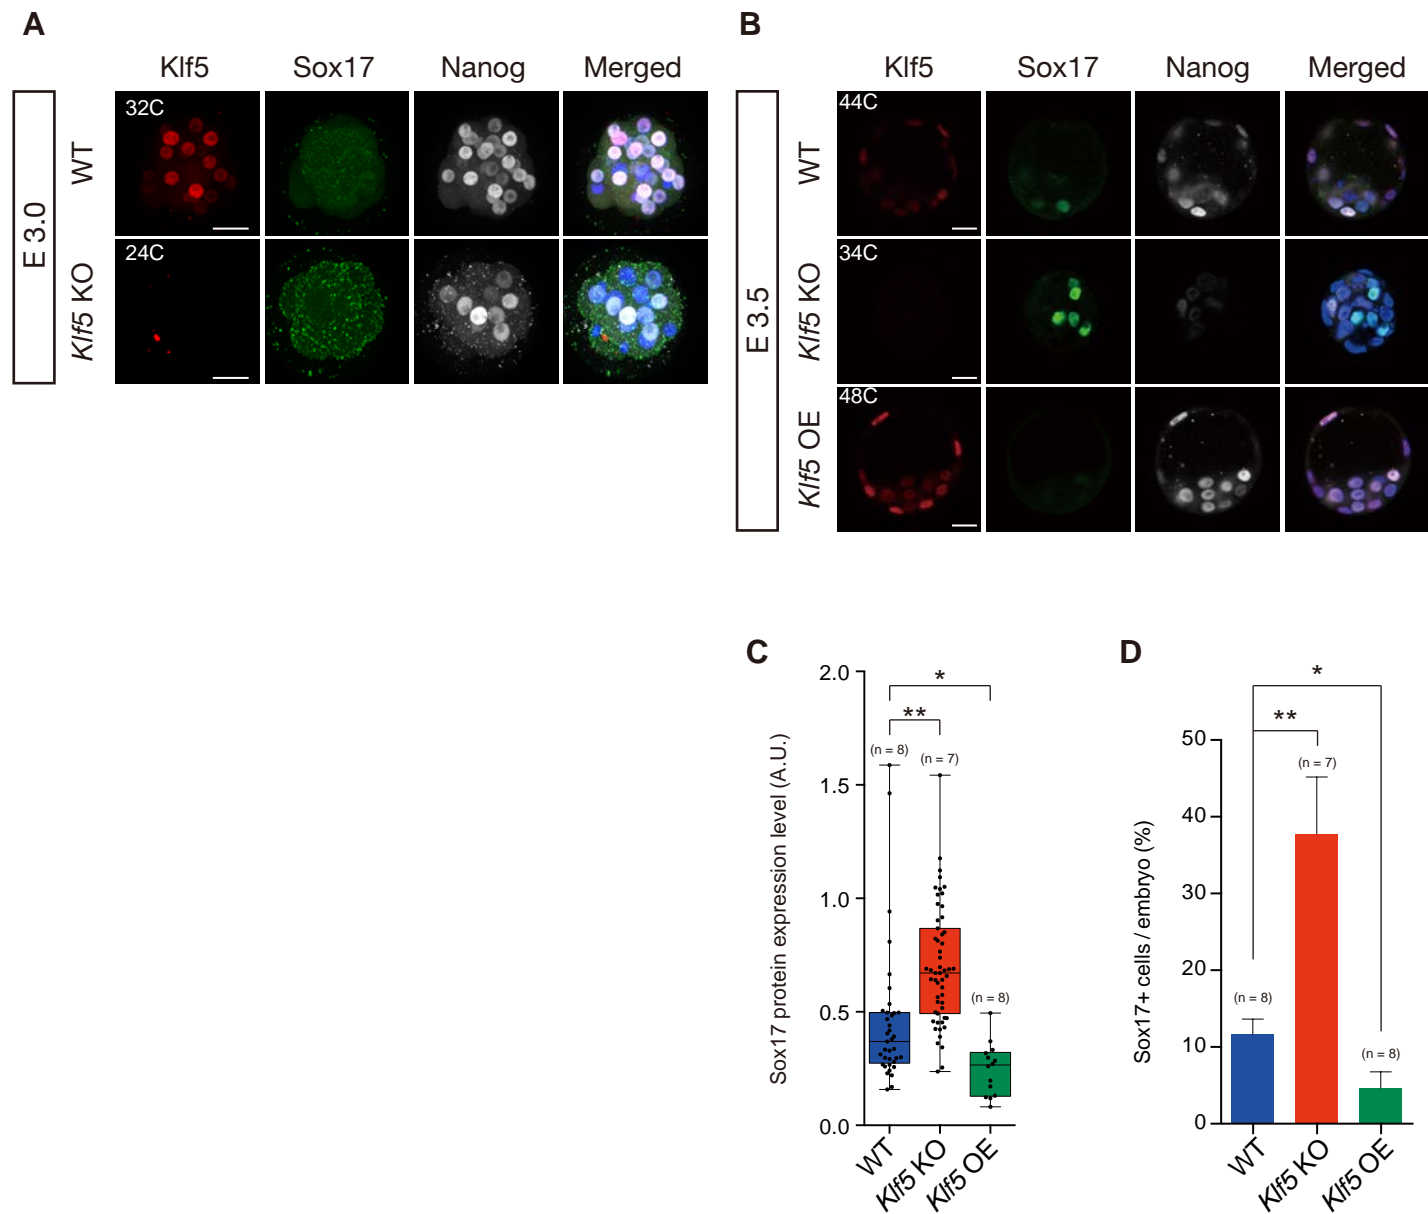 A
Klf5 Sox17 Nanog Merged
E 3.0
WT
32C
Klf5 KO
24C
B
Klf5 Sox17 Nanog Merged
E 3.5
WT
44C
Klf5 KO
34C
Klf5 OE
48C
C
Sox17 protein expression level (A.U.)
2.0
1.5
1.0
0.5
0.0
*
**
(n = 8)
(n = 7)
(n = 8)
WT
Klf5 KO
Klf5 OE
D
Sox17+ cells / embryo (%)
50
40
30
20
10
0
*
**
(n = 8)
(n = 7)
(n = 8)
WT
Klf5 KO
Klf5 OE